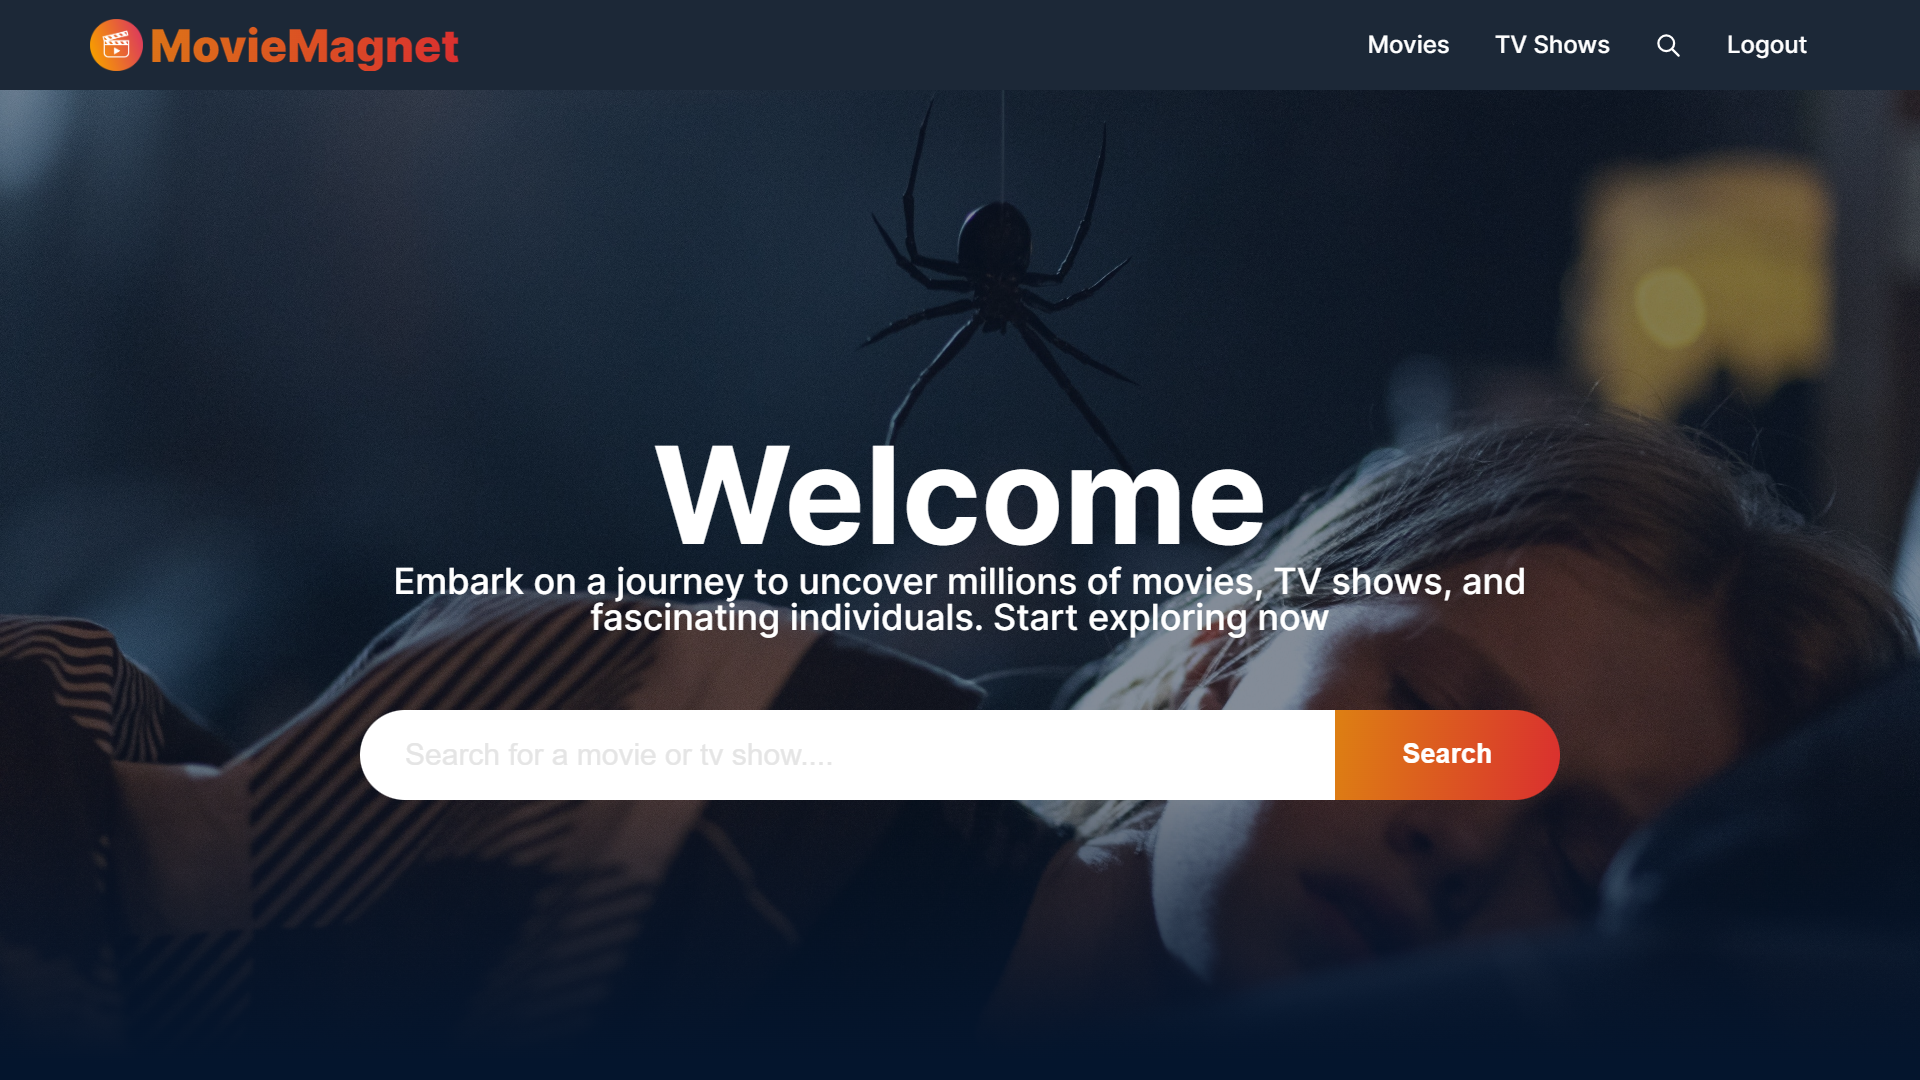 MovieMagnet
Movies TV Shows Logout
Welcome
Embark on a journey to uncover millions of movies, TV shows, and
fascinating individuals. Start exploring now
Search for a movie or tv show....
Search